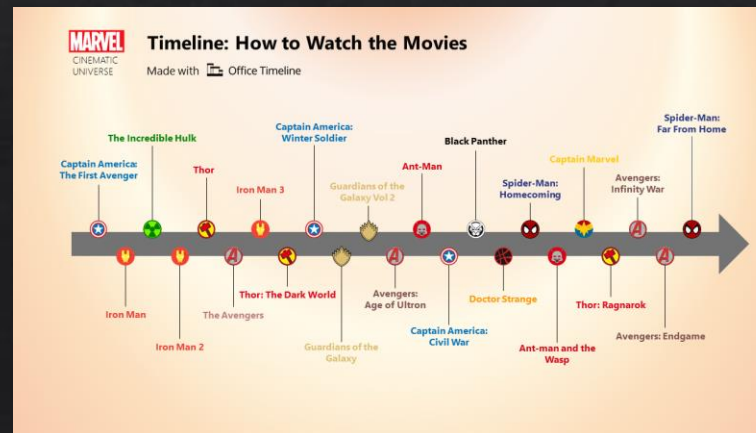 MARVEL
CINEMATIC
UNIVERSE
Timeline: How to Watch the Movies
Made with Office Timeline
Captain America:
The First Avenger
Iron Man
The Incredible Hulk
Iron Man 2
Thor
The Avengers
Iron Man 3
Thor: The Dark World
Captain America:
Winter Soldier
Guardians of the
Galaxy
Guardians of the
Galaxy Vol 2
Avengers:
Age of Ultron
Ant-Man
Captain America:
Civil War
Black Panther
Doctor Strange
Spider-Man:
Homecoming
Ant-man and the
Wasp
Captain Marvel
Thor: Ragnarok
Avengers:
Infinity War
Avengers: Endgame
Spider-Man:
Far From Home